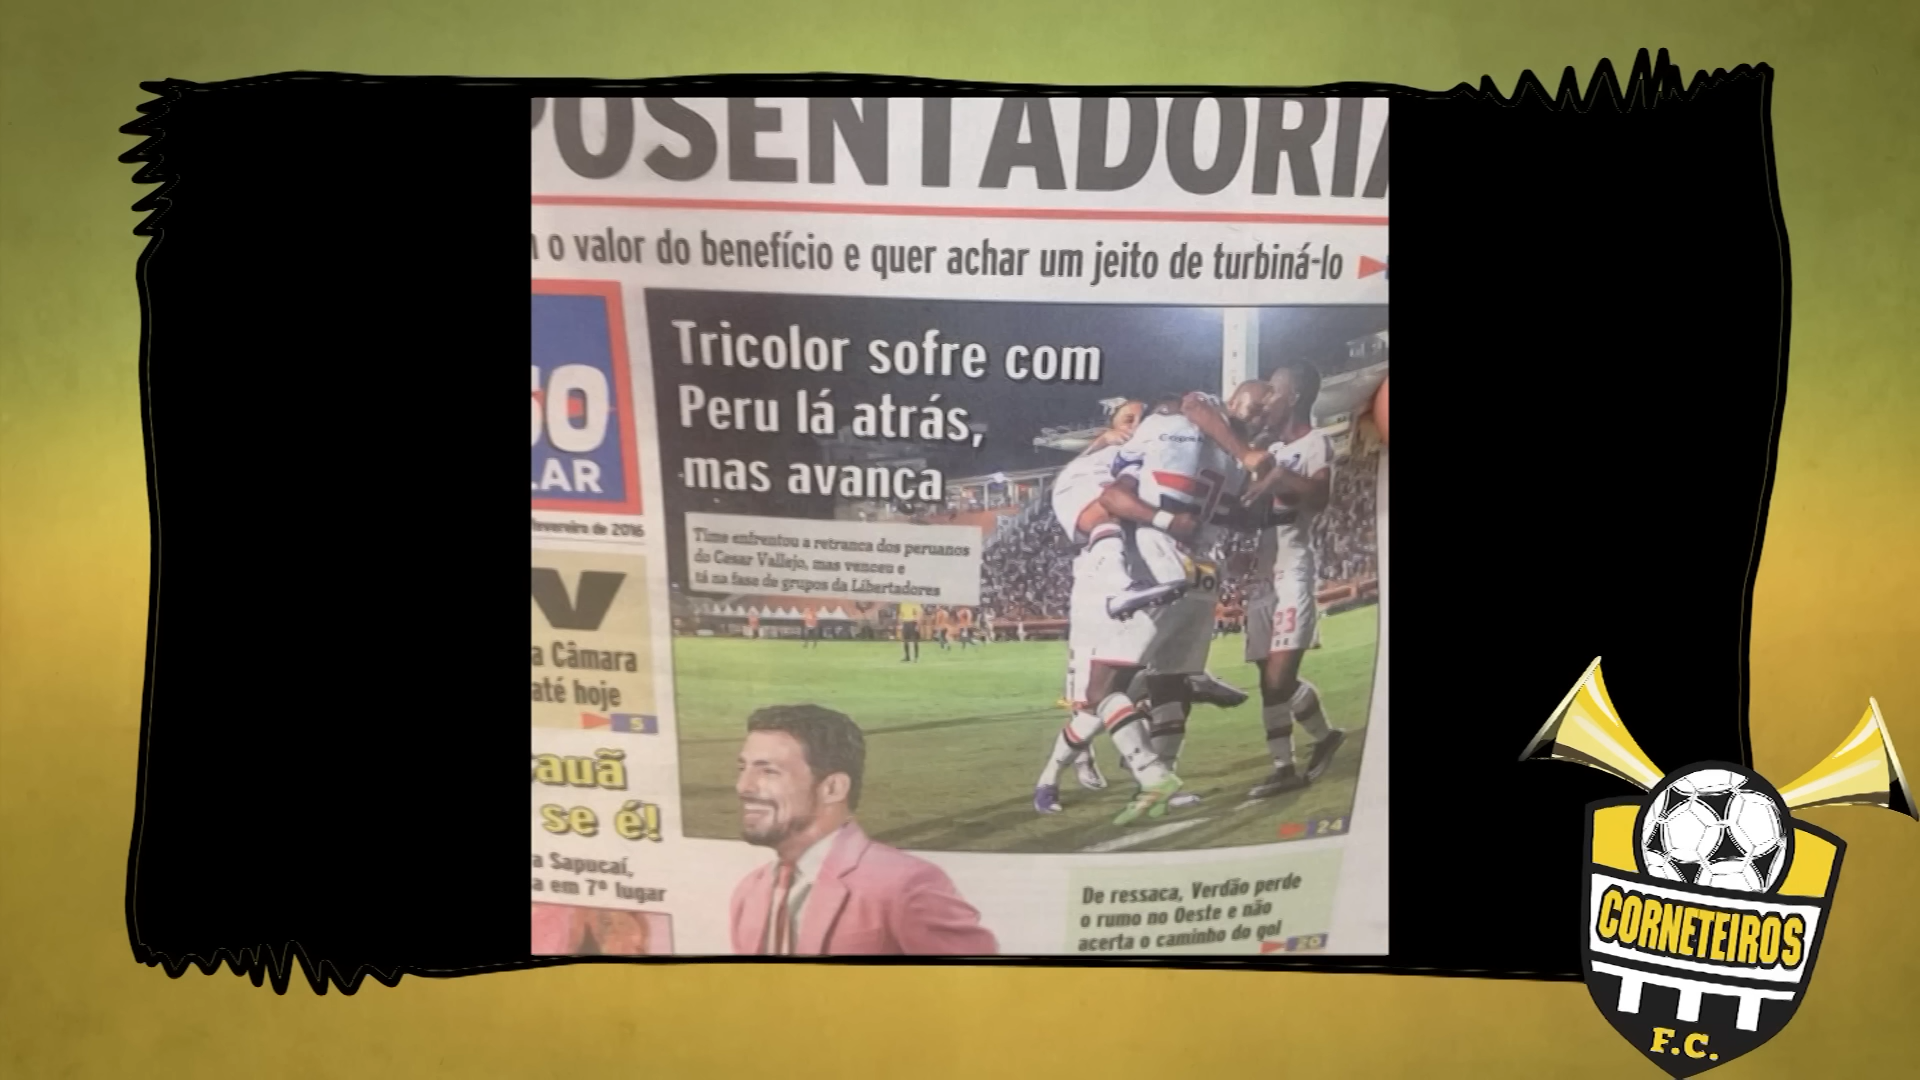 POSENTADORIA
o valor do benefício e quer achar um jeito de turbiná-lo
Tricolor sofre com
Peru lá atrás,
mas avança
Time enfrentou a retranca dos peruanos
do Cesar Vallejo, mas venceu e
tá na fase de grupos da Libertadores
50
LAR
fevereiro de 2016
V
a Câmara
até hoje
5
auã
se é!
a Sapucaí,
a em 7º lugar
23
24
De ressaca, Verdão perde
o rumo no Oeste e não
acerta o caminho do gol
20
CORNETEIROS
F.C.